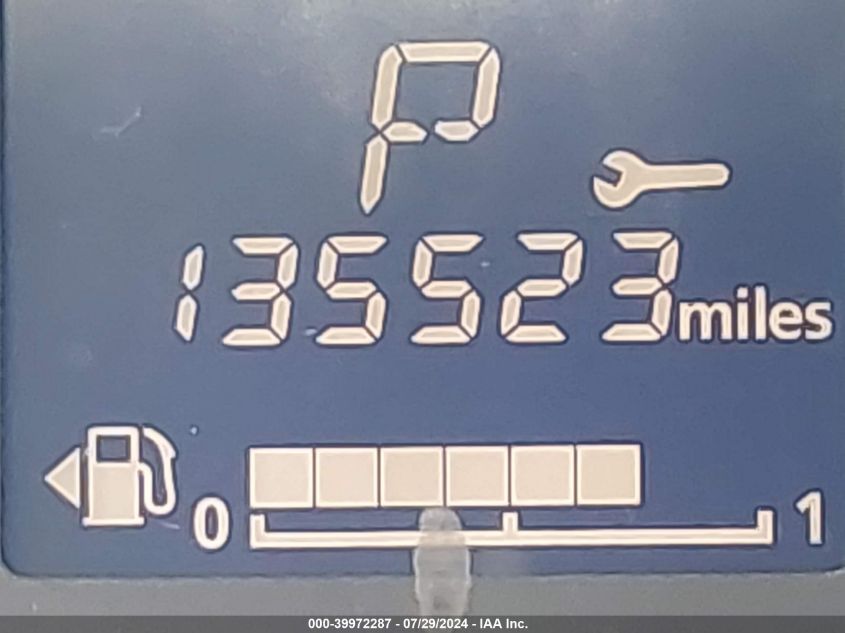 P
135523 miles
0 1
000-39972287 - 07/29/2024 - IAA Inc.